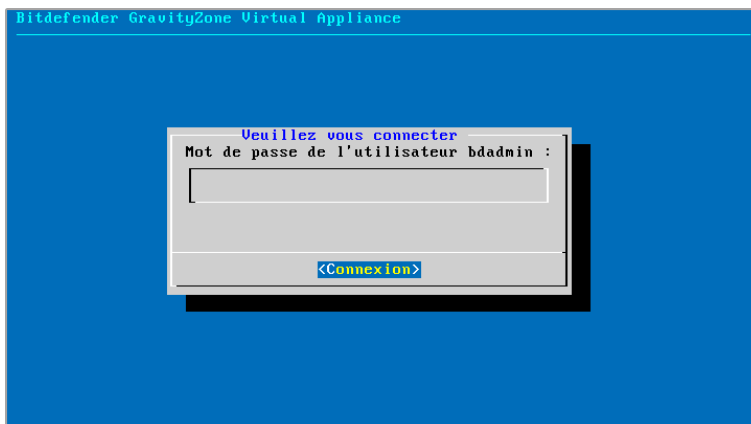 Bitdefender GravityZone Virtual Appliance
Veuillez vous connecter
Mot de passe de l'utilisateur bdadmin :
<Connexion>